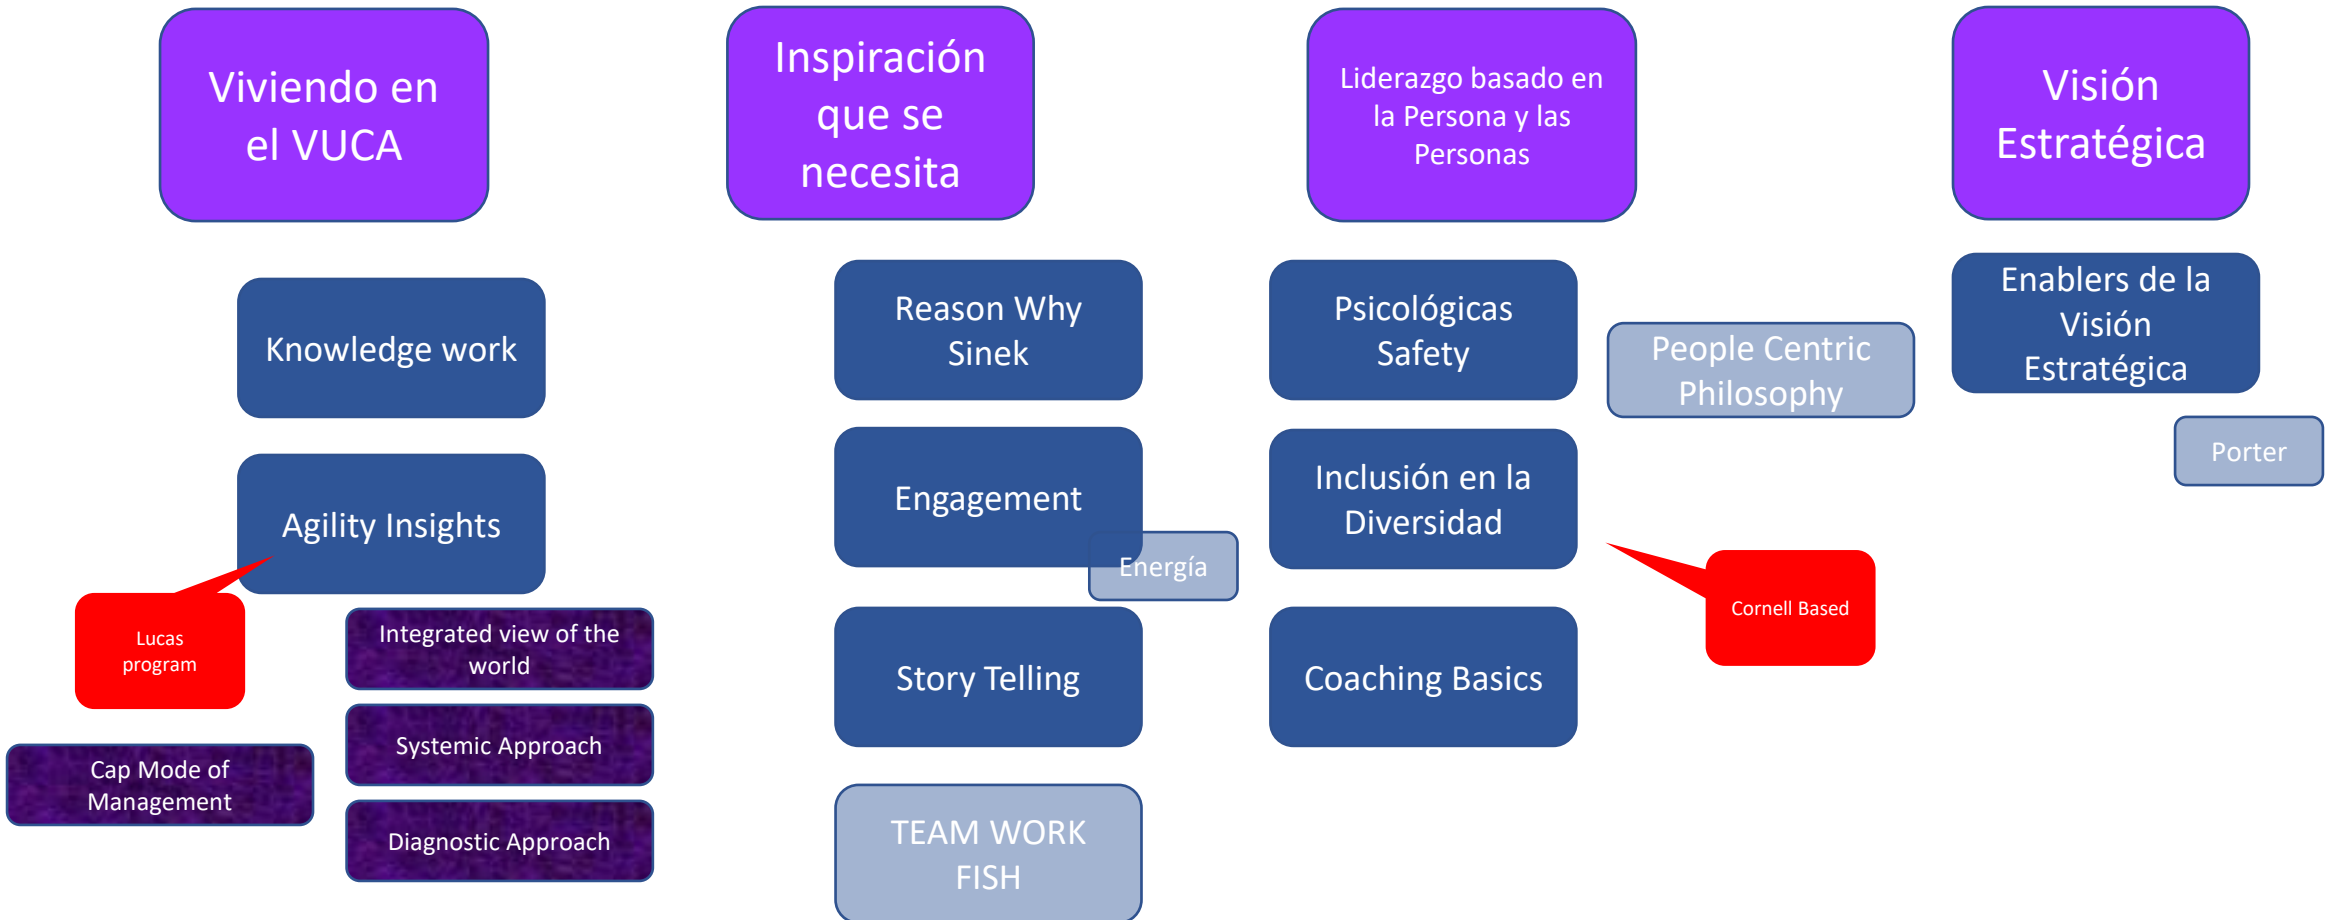 Viviendo en
el VUCA
Inspiración
que se
necesita
Liderazgo basado en
la Persona y las
Personas
Visión
Estratégica
Knowledge work
Agility Insights
Lucas
program
Integrated view of the
world
Systemic Approach
Cap Mode of
Management
Diagnostic Approach
Reason Why
Sinek
Engagement
Energía
Story Telling
TEAM WORK
FISH
Psicológicas
Safety
People Centric
Philosophy
Inclusión en la
Diversidad
Cornell Based
Coaching Basics
Enablers de la
Visión
Estratégica
Porter